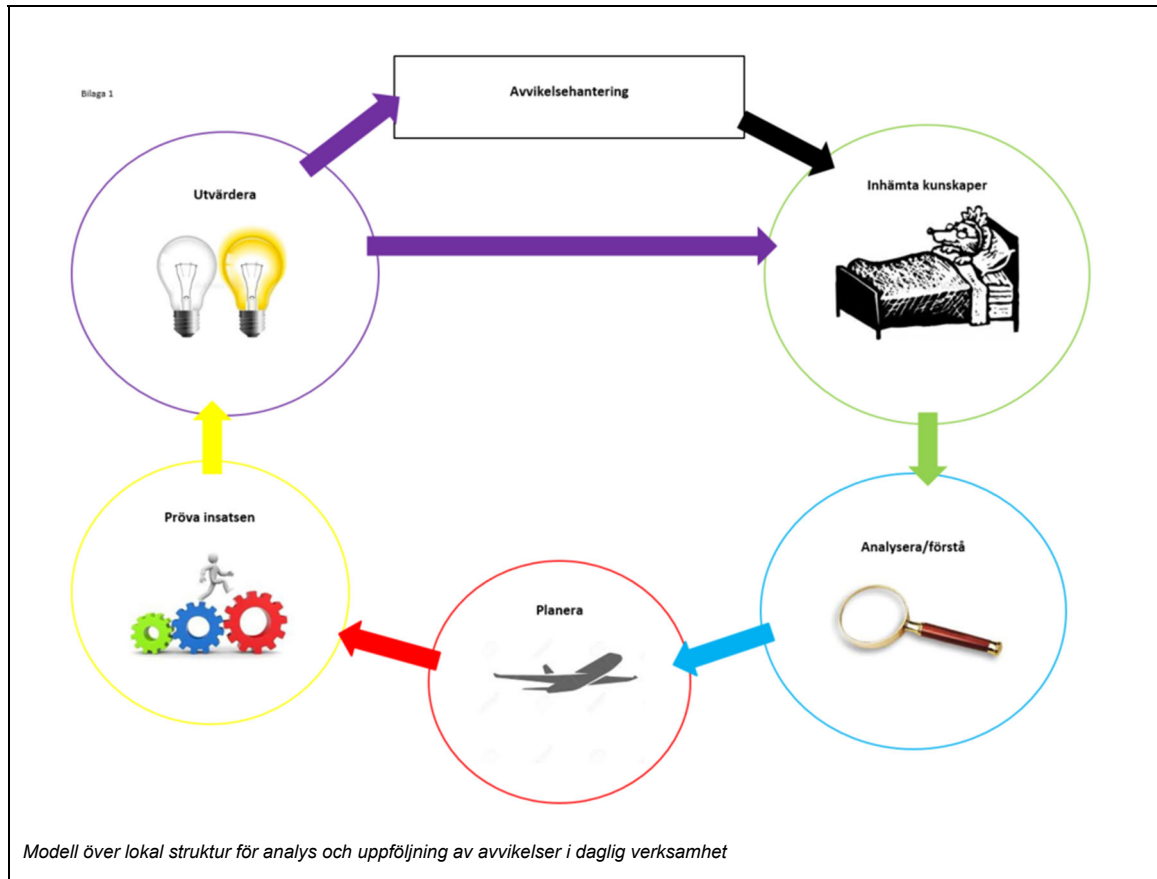 Bilaga 1
Avvikelsehantering
Utvärdera
Inhämta kunskaper
Pröva insatsen
Analysera/förstå
Planera
Modell över lokal struktur för analys och uppföljning av avvikelser i daglig verksamhet